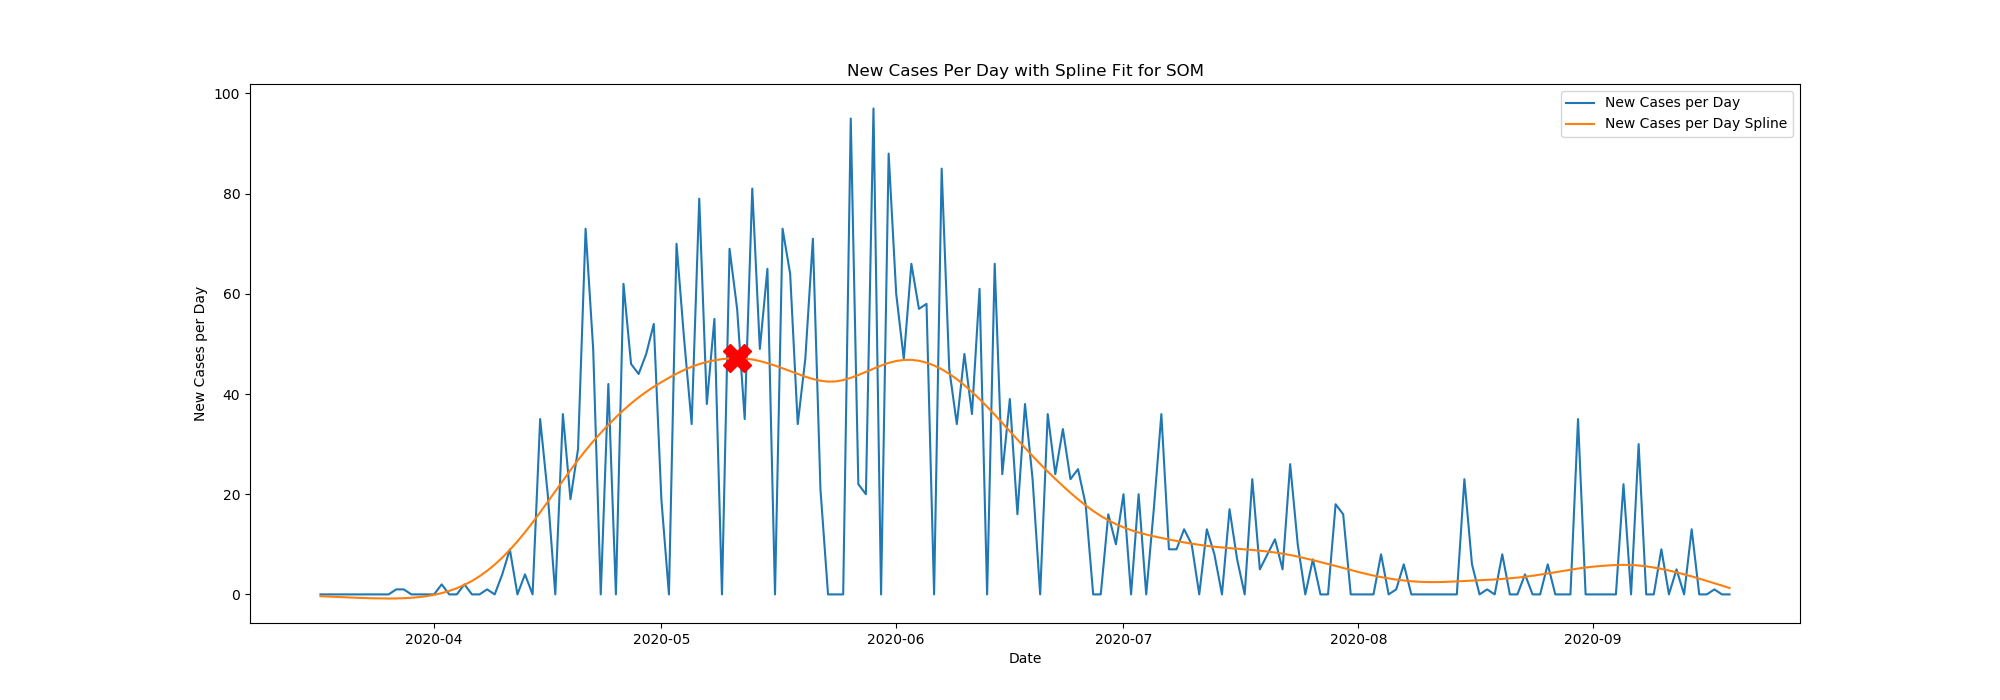 New Cases Per Day with Spline Fit for SOM
New Cases per Day
New Cases per Day Spline
100
80
60
40
20
0
New Cases per Day
2020-04
2020-05
2020-06
2020-07
2020-08
2020-09
Date